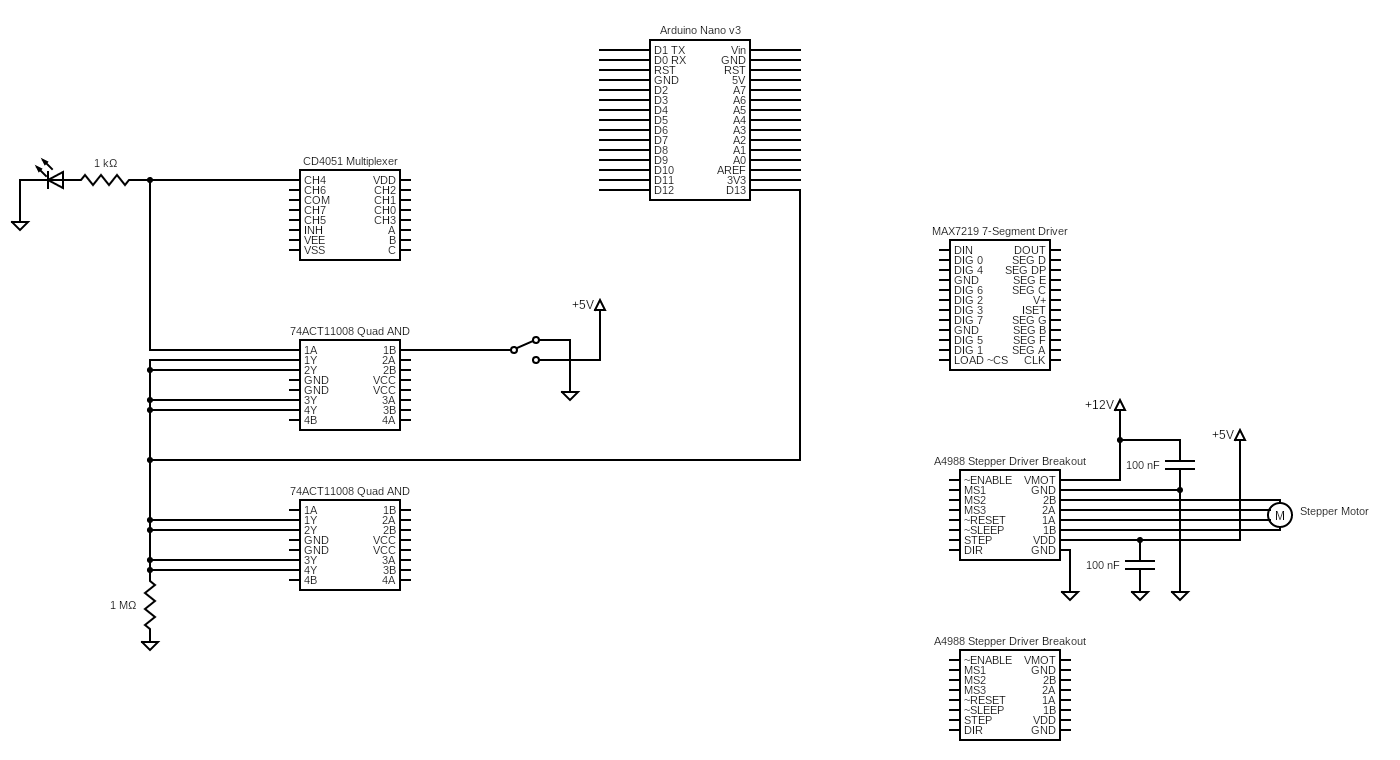 Arduino Nano v3
D1 TX Vin
D0 RX GND
RST RST
GND 5V
D2 A7
D3 A6
D4 A5
D5 A4
D6 A3
D7 A2
D8 A1
D9 A0
D10 AREF
D11 3V3
D12 D13
1 kΩ
CD4051 Multiplexer
CH4 VDD
CH6 CH2
COM CH1
CH7 CH0
CH5 CH3
INH A
VEE B
VSS C
MAX7219 7-Segment Driver
DIN DOUT
DIG 0 SEG D
DIG 4 SEG DP
GND SEG E
DIG 6 SEG C
DIG 2 V+
DIG 3 ISET
DIG 7 SEG G
GND SEG B
DIG 5 SEG F
DIG 1 SEG A
LOAD ~CS CLK
+5V
74ACT11008 Quad AND
1A 1B
1Y 2A
2Y 2B
GND VCC
GND VCC
3Y 3A
4Y 3B
4B 4A
+12V
+5V
100 nF
A4988 Stepper Driver Breakout
~ENABLE VMOT
MS1 GND
MS2 2B
MS3 2A
~RESET 1A
~SLEEP 1B
STEP VDD
DIR GND
M
Stepper Motor
100 nF
74ACT11008 Quad AND
1A 1B
1Y 2A
2Y 2B
GND VCC
GND VCC
3Y 3A
4Y 3B
4B 4A
1 MΩ
A4988 Stepper Driver Breakout
~ENABLE VMOT
MS1 GND
MS2 2B
MS3 2A
~RESET 1A
~SLEEP 1B
STEP VDD
DIR GND